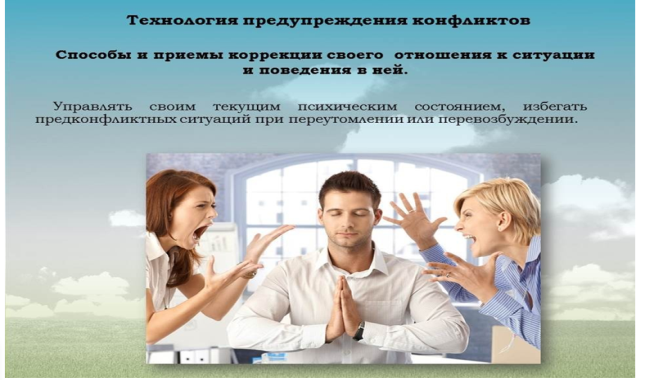 Технология предупреждения конфликтов
Способы и приемы коррекции своего отношения к ситуации
и поведения в ней.
Управлять своим текущим психическим состоянием, избегать
предконфликтных ситуаций при переутомлении или перевозбуждении.